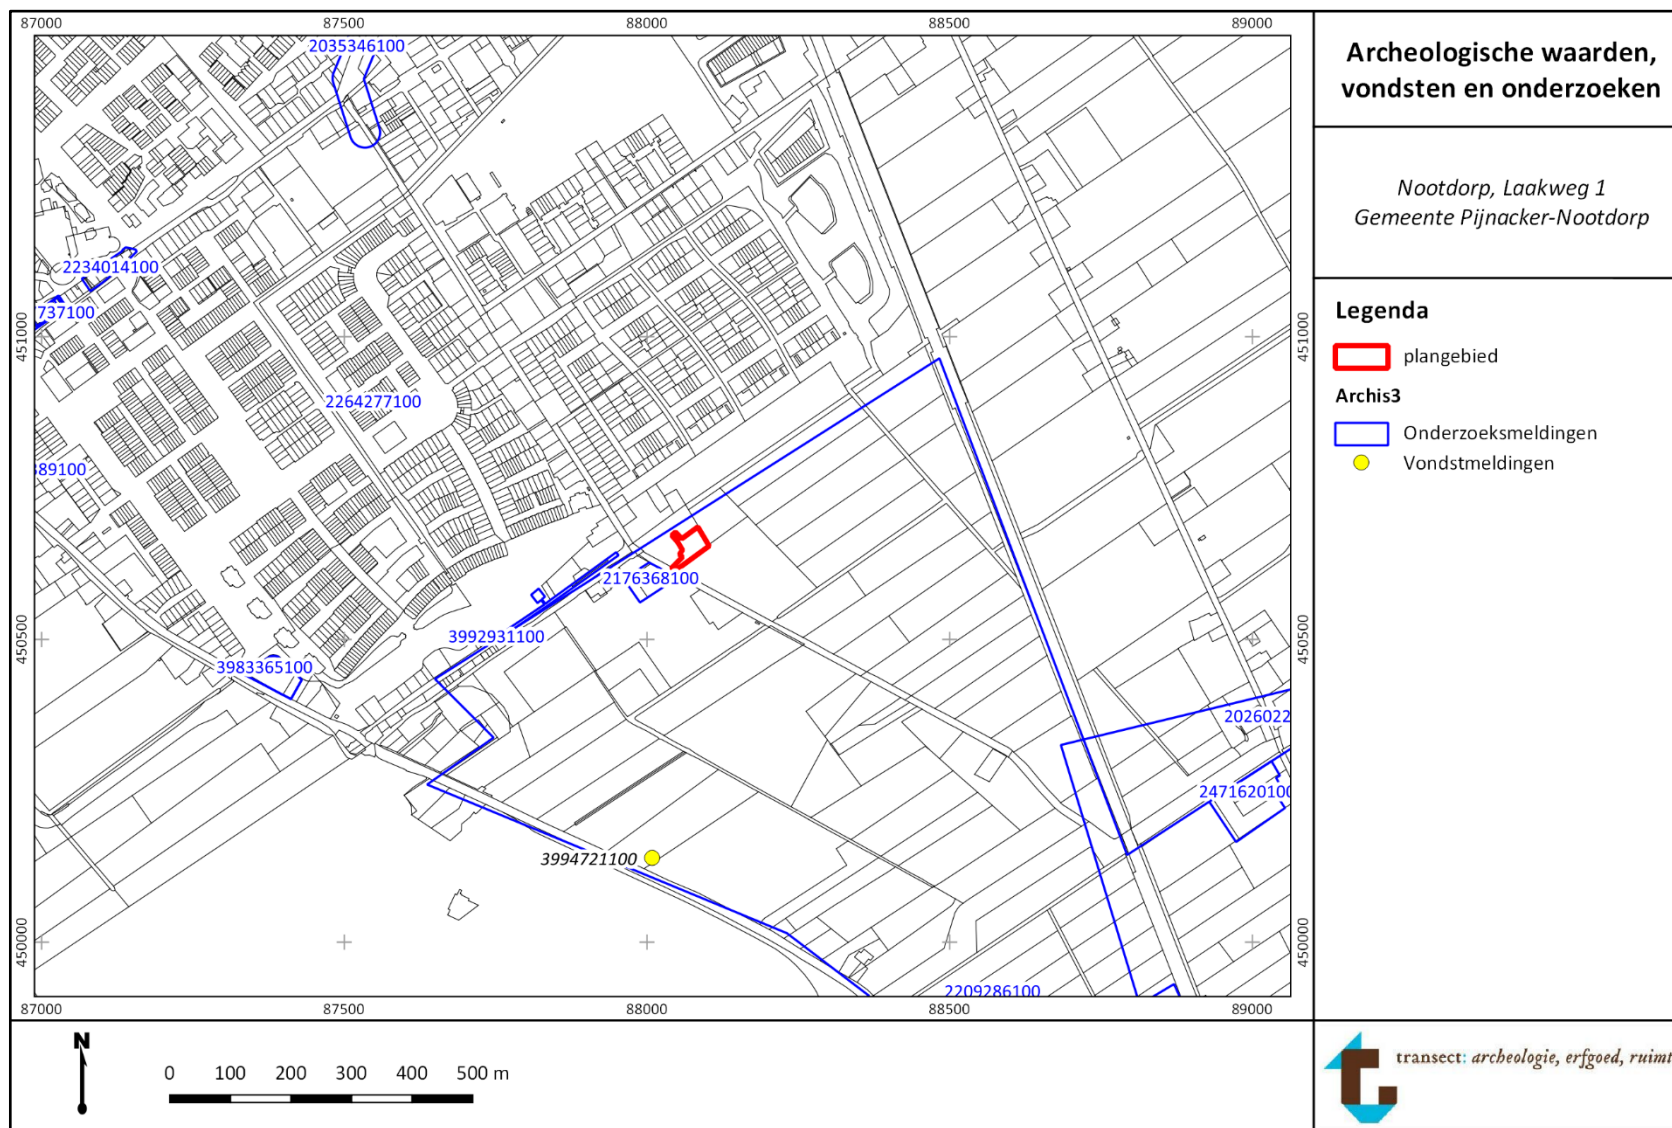 87000 87500 88000 88500 89000
2035346100
2234014100
737100
451000 451000
2264277100
389100
2176368100
3992931100
3983365100
450500 450500
2026022
2471620100
3994721100
450000 450000
2209286100
87000 87500 88000 88500 89000
N
0 100 200 300 400 500 m
Archeologische waarden,
vondsten en onderzoeken
Nootdorp, Laakweg 1
Gemeente Pijnacker-Nootdorp
Legenda
plangebied
Archis3
Onderzoeksmeldingen
Vondstmeldingen
transect: archeologie, erfgoed, ruimt